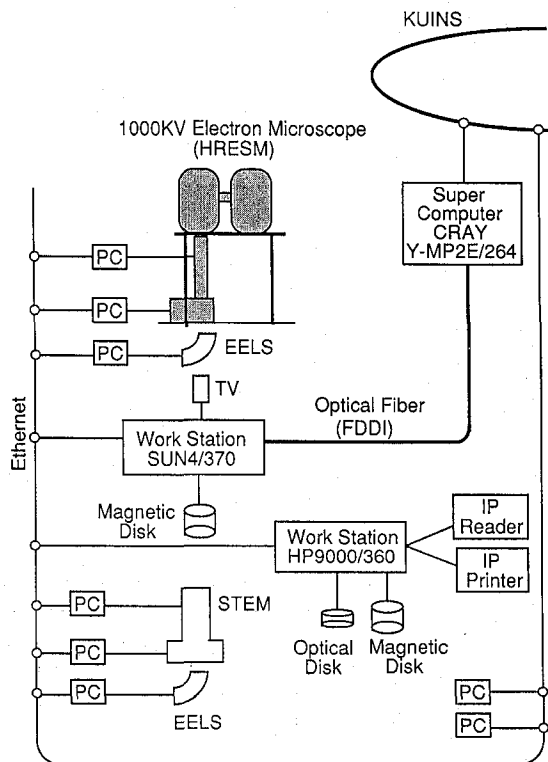 KUINS
1000KV Electron Microscope
(HRESM)
Super
Computer
CRAY
Y-MP2E/264
PC
PC
PC
EELS
TV
Optical Fiber
(FDDI)
Ethernet
Work Station
SUN4/370
Magnetic
Disk
Work Station
HP9000/360
IP
Reader
IP
Printer
PC
STEM
PC
Optical
Disk
Magnetic
Disk
PC
EELS
PC
PC